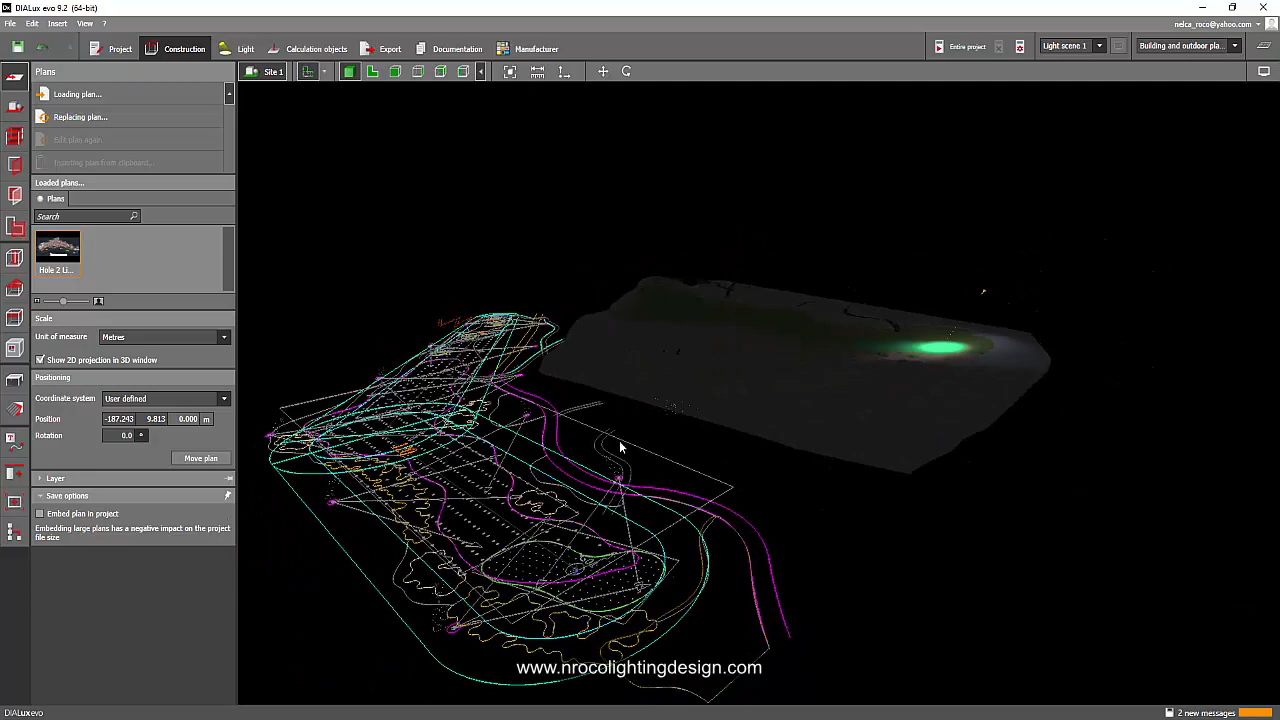 DIALux evo 9.2 (64-bit)
File Edit Insert View ?
nelca_roco@yahoo.com
Project Construction Light Calculation objects Export Documentation Manufacturer
Entire project Light scene 1 Building and outdoor pla...
Plans
Site 1
Loading plan...
Replacing plan...
Edit plan again
Inserting plan from clipboard...
Loaded plans...
Plans
Search
Hole 2 Li...
Scale
Unit of measure Metres
Show 2D projection in 3D window
Positioning
Coordinate system User defined
Position -187.243 9.813 0.000 m
Rotation 0.0 °
Move plan
Layer
Save options
Embed plan in project
Embedding large plans has a negative impact on the project
file size
www.nrocolightingdesign.com
DIALuxevo
2 new messages